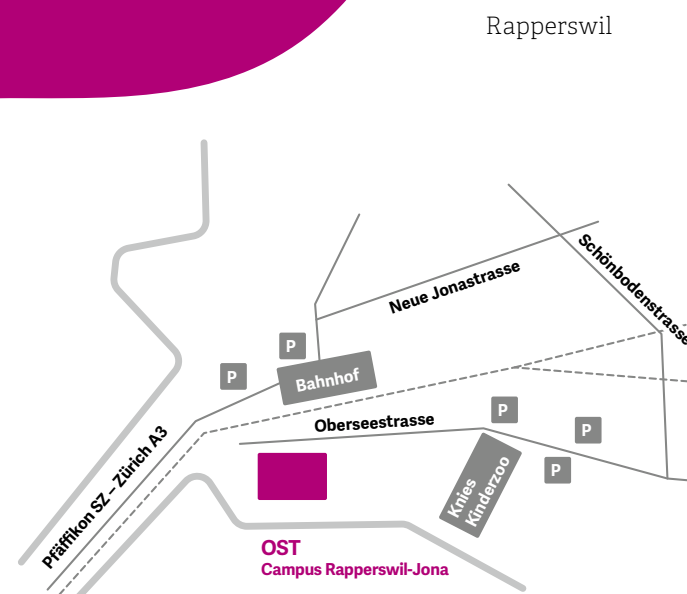 Rapperswil
Schönbodenstrasse
Neue Jonastrasse
P
P
Bahnhof
P
Oberseestrasse
P
Pfäffikon SZ – Zürich A3
P
Knies
Kinderzoo
OST
Campus Rapperswil-Jona